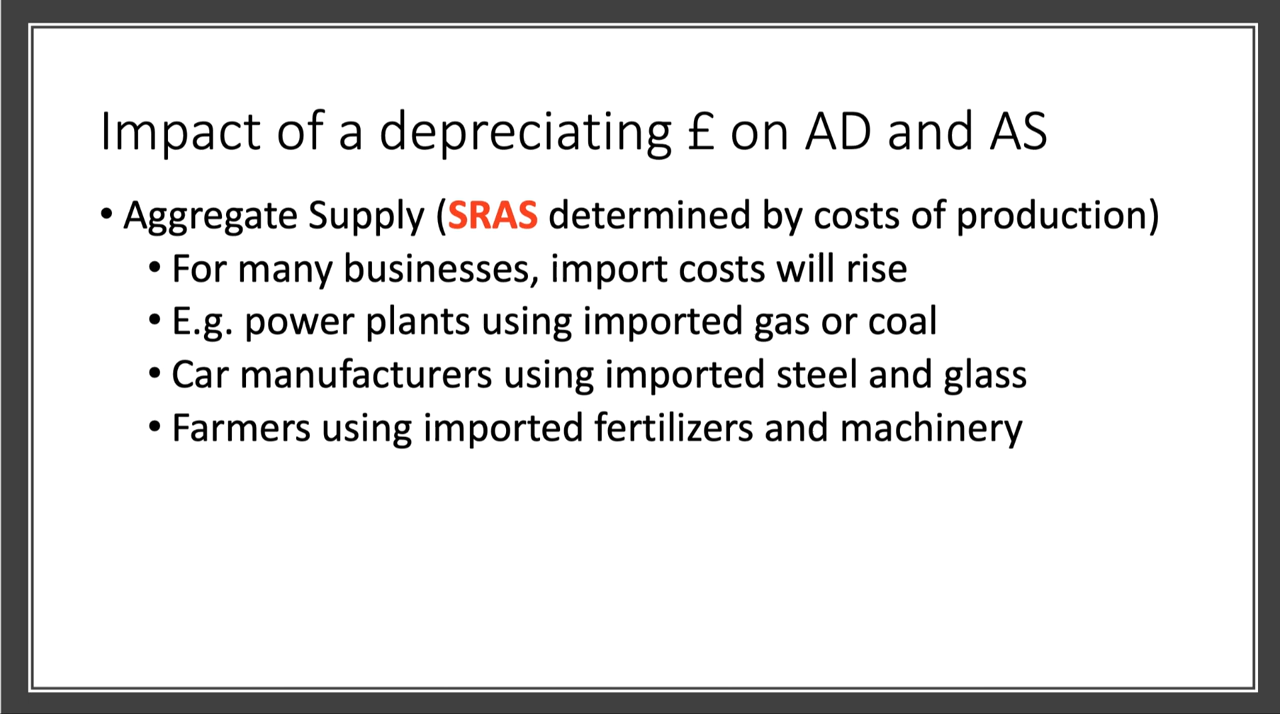 Impact of a depreciating £ on AD and AS
• Aggregate Supply (SRAS determined by costs of production)
• For many businesses, import costs will rise
• E.g. power plants using imported gas or coal
• Car manufacturers using imported steel and glass
• Farmers using imported fertilizers and machinery